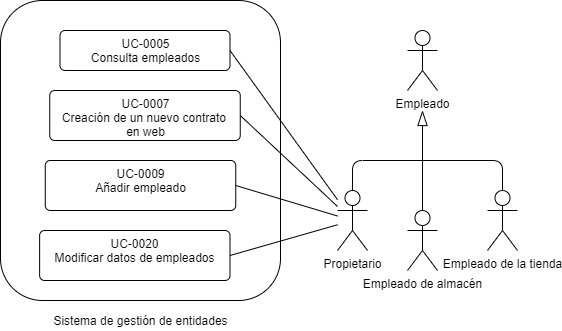 UC-0005
Consulta empleados
UC-0007
Creación de un nuevo contrato
en web
UC-0009
Añadir empleado
UC-0020
Modificar datos de empleados
Sistema de gestión de entidades
Empleado
Propietario
Empleado de almacén
Empleado de la tienda